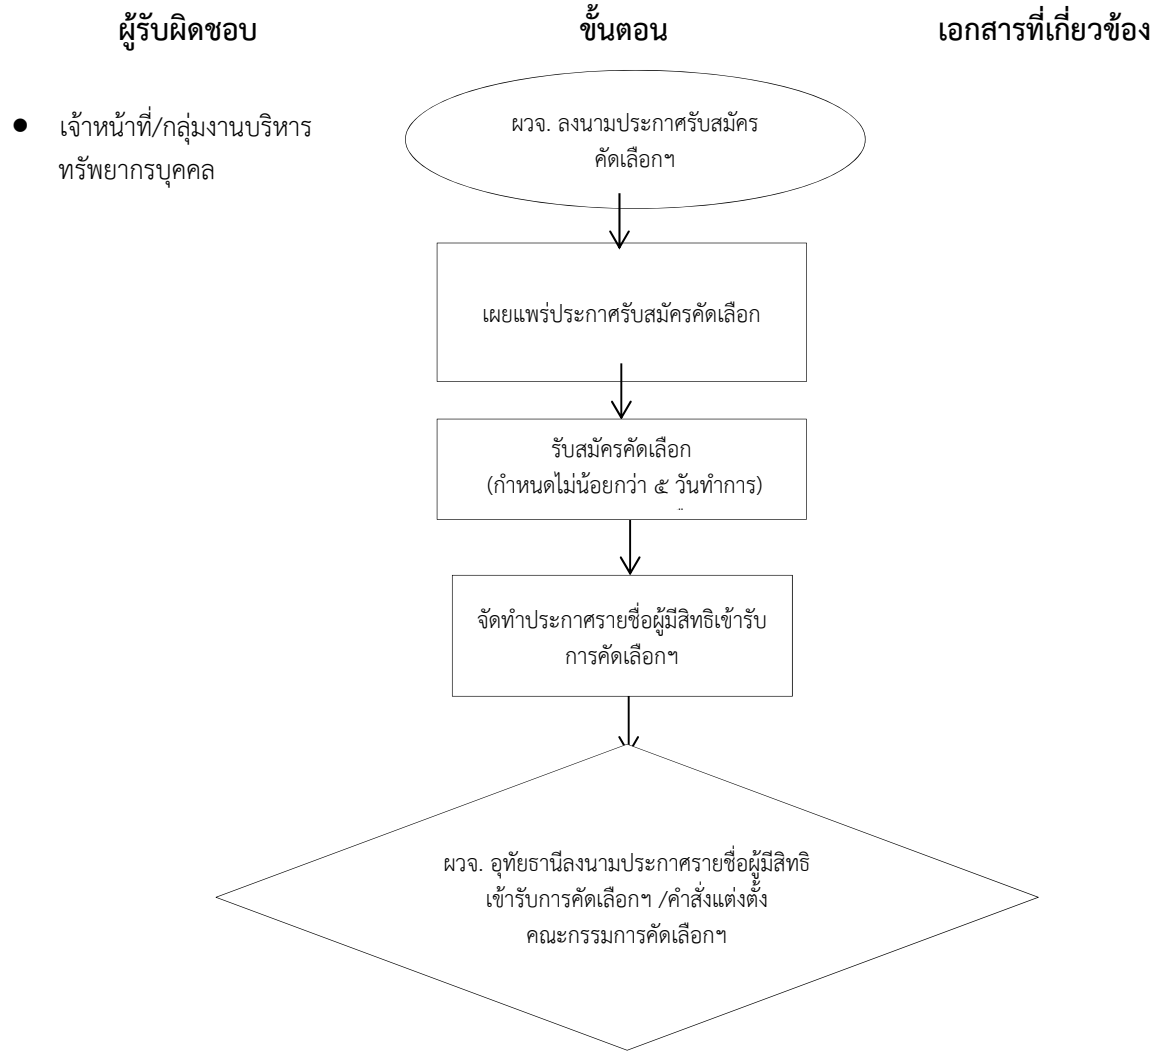 ผู้รับผิดชอบ ขั้นตอน เอกสารที่เกี่ยวข้อง
● เจ้าหน้าที่/กลุ่มงานบริหาร
ทรัพยากรบุคคล
ผวจ. ลงนามประกาศรับสมัคร
คัดเลือกฯ
เผยแพร่ประกาศรับสมัครคัดเลือก
รับสมัครคัดเลือก
(กำหนดไม่น้อยกว่า ๕ วันทำการ)
จัดทำประกาศรายชื่อผู้มีสิทธิเข้ารับ
การคัดเลือกฯ
ผวจ. อุทัยธานีลงนามประกาศรายชื่อผู้มีสิทธิ
เข้ารับการคัดเลือกฯ /คำสั่งแต่งตั้ง
คณะกรรมการคัดเลือกฯ